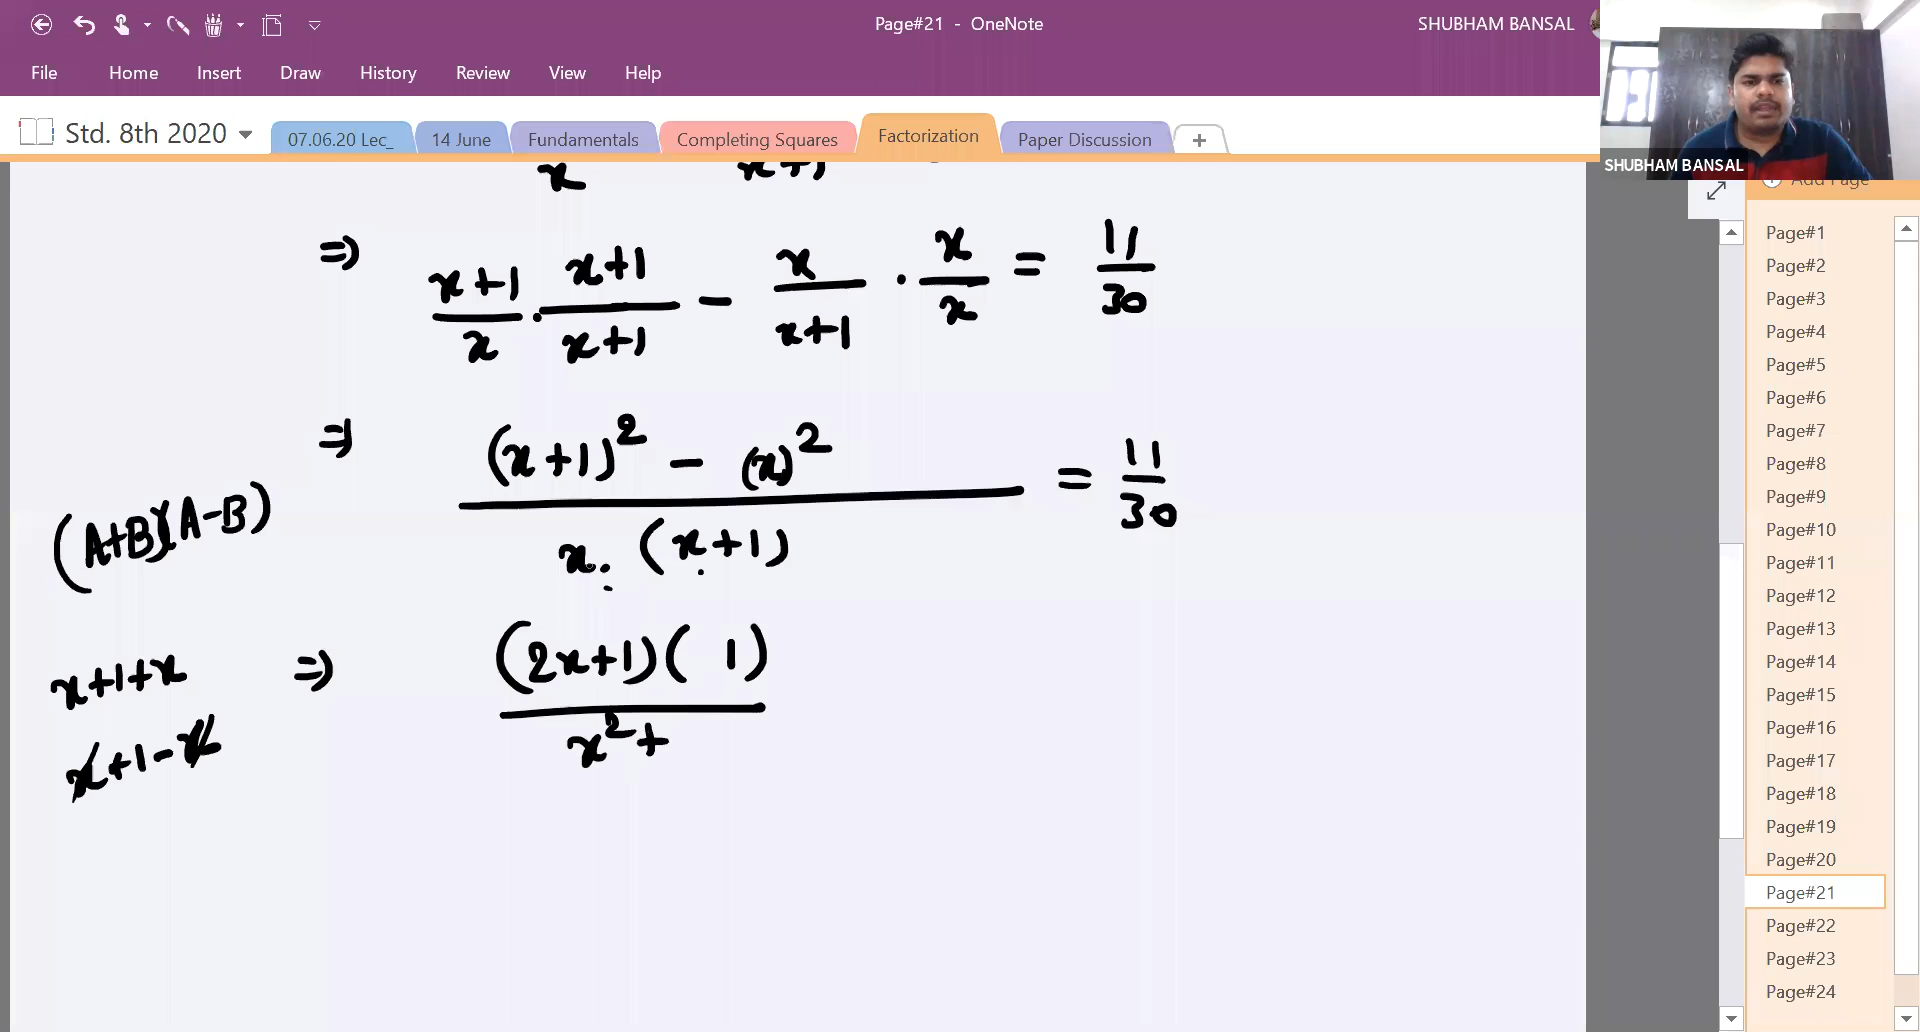 Page#21 - OneNote
SHUBHAM BANSAL
File Home Insert Draw History Review View Help
Std. 8th 2020
07.06.20 Lec_ 14 June Fundamentals Completing Squares Factorization Paper Discussion +
SHUBHAM BANSAL
Add Page
x x+1
⇒ (x+1)/x · (x+1)/(x+1) − x/(x+1) · x/x = 11/30
⇒ ((x+1)² − (x)²)/(x. (x+1)) = 11/30
(A+B)(A−B)
x+1+x
⇒ (2x+1)( 1)/(x²+
x+1−x
Page#1
Page#2
Page#3
Page#4
Page#5
Page#6
Page#7
Page#8
Page#9
Page#10
Page#11
Page#12
Page#13
Page#14
Page#15
Page#16
Page#17
Page#18
Page#19
Page#20
Page#21
Page#22
Page#23
Page#24